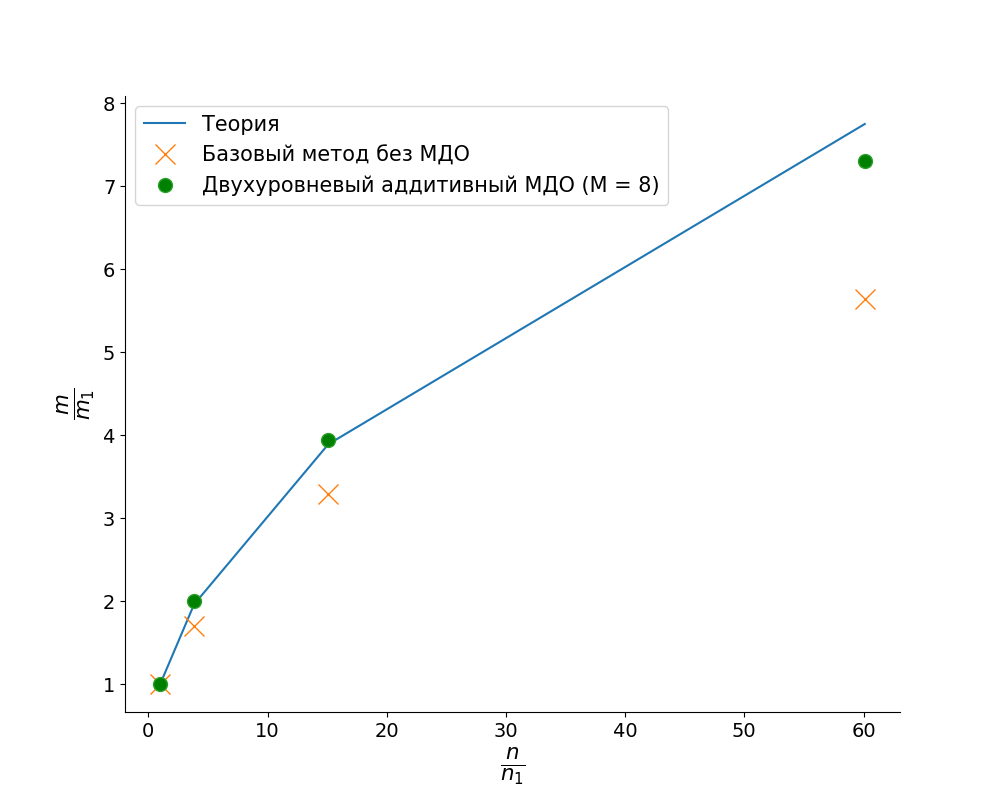 8
7
6
5
4
3
2
1
Теория
Базовый метод без МДО
Двухуровневый аддитивный МДО (M = 8)
m
m₁
0 10 20 30 40 50 60
n
n₁